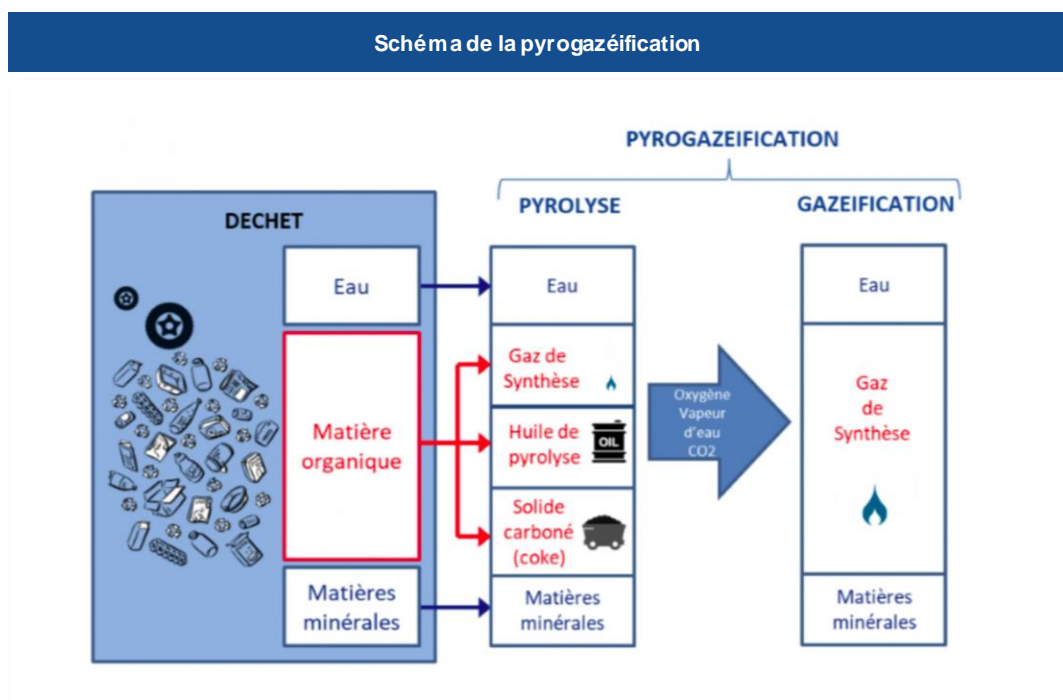 Schéma de la pyrogazéification
PYROGAZEIFICATION
PYROLYSE
GAZEIFICATION
DECHET
Eau
Matière
organique
Matières
minérales
Eau
Gaz de
Synthèse
Huile de
pyrolyse
OIL
Solide
carboné
(coke)
Matières
minérales
Oxygène
Vapeur
d'eau
CO2
Eau
Gaz
de
Synthèse
Matières
minérales